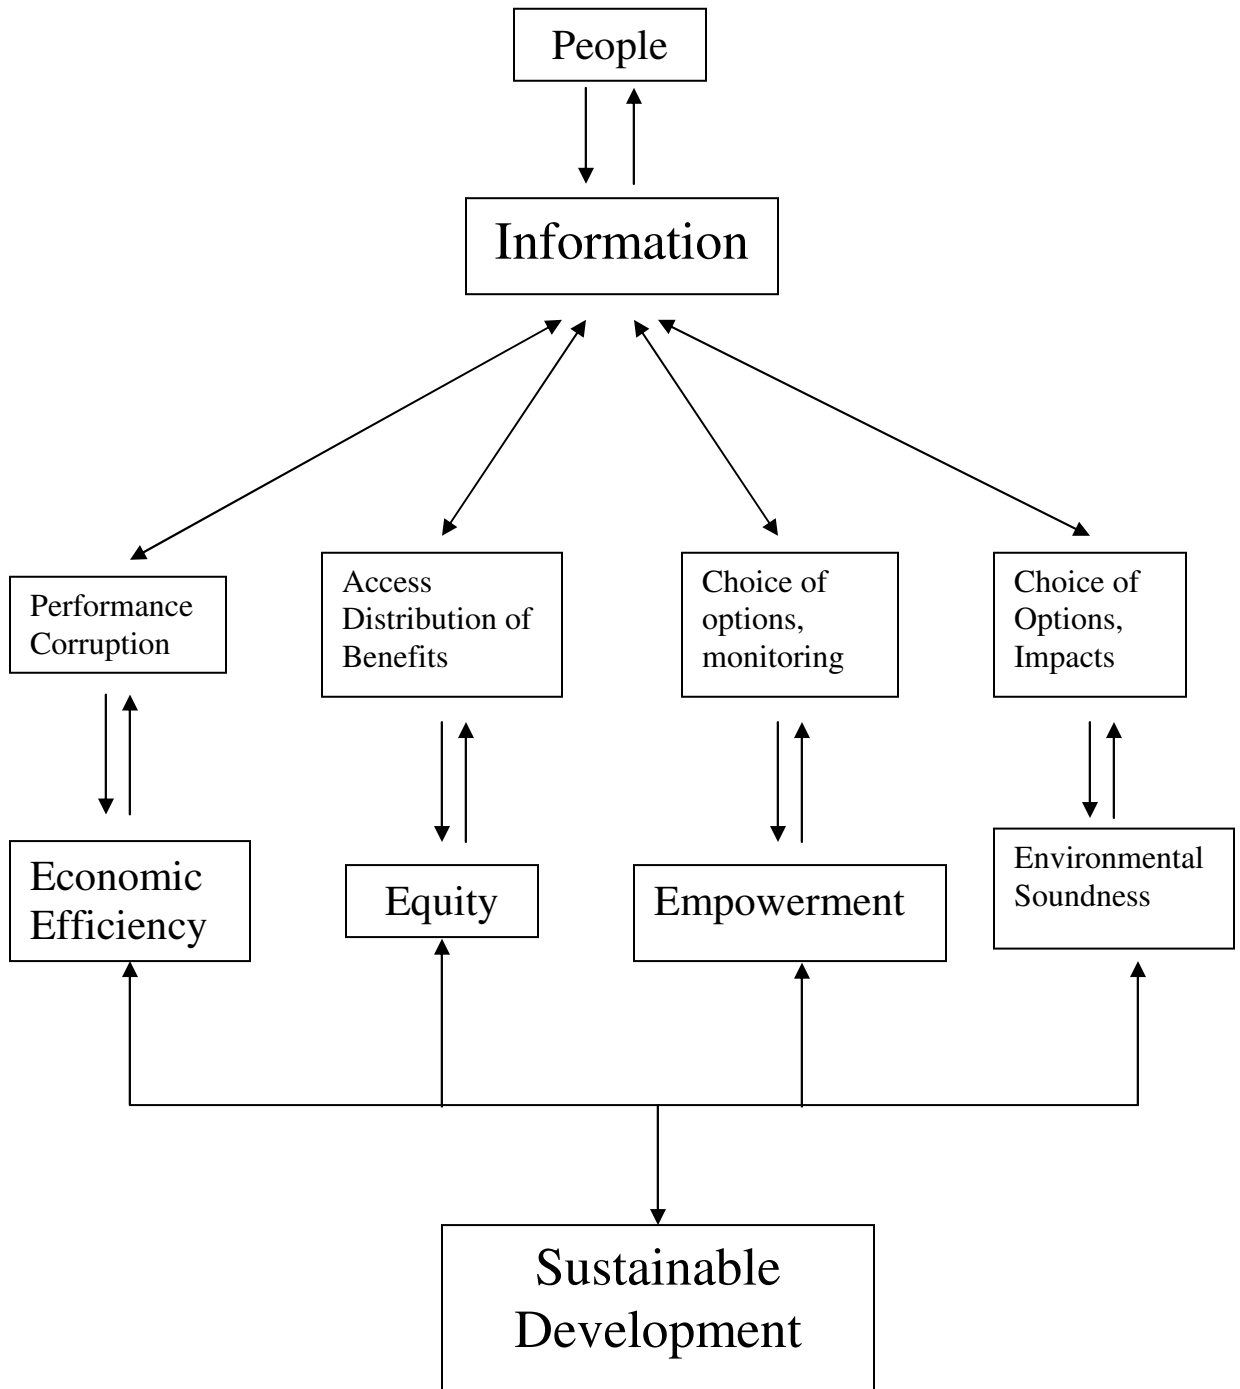 People
Information
Performance
Corruption
Access
Distribution of
Benefits
Choice of
options,
monitoring
Choice of
Options,
Impacts
Economic
Efficiency
Equity
Empowerment
Environmental
Soundness
Sustainable
Development